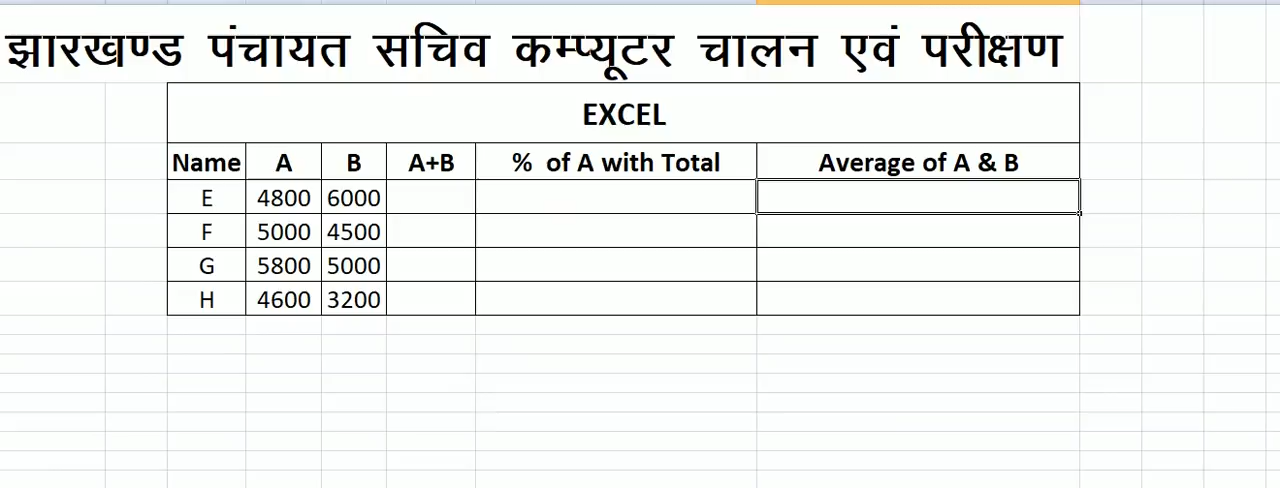 झारखण्ड पंचायत सचिव कम्प्यूटर चालन एवं परीक्षण
EXCEL
Name A B A+B % of A with Total Average of A & B
E 4800 6000
F 5000 4500
G 5800 5000
H 4600 3200